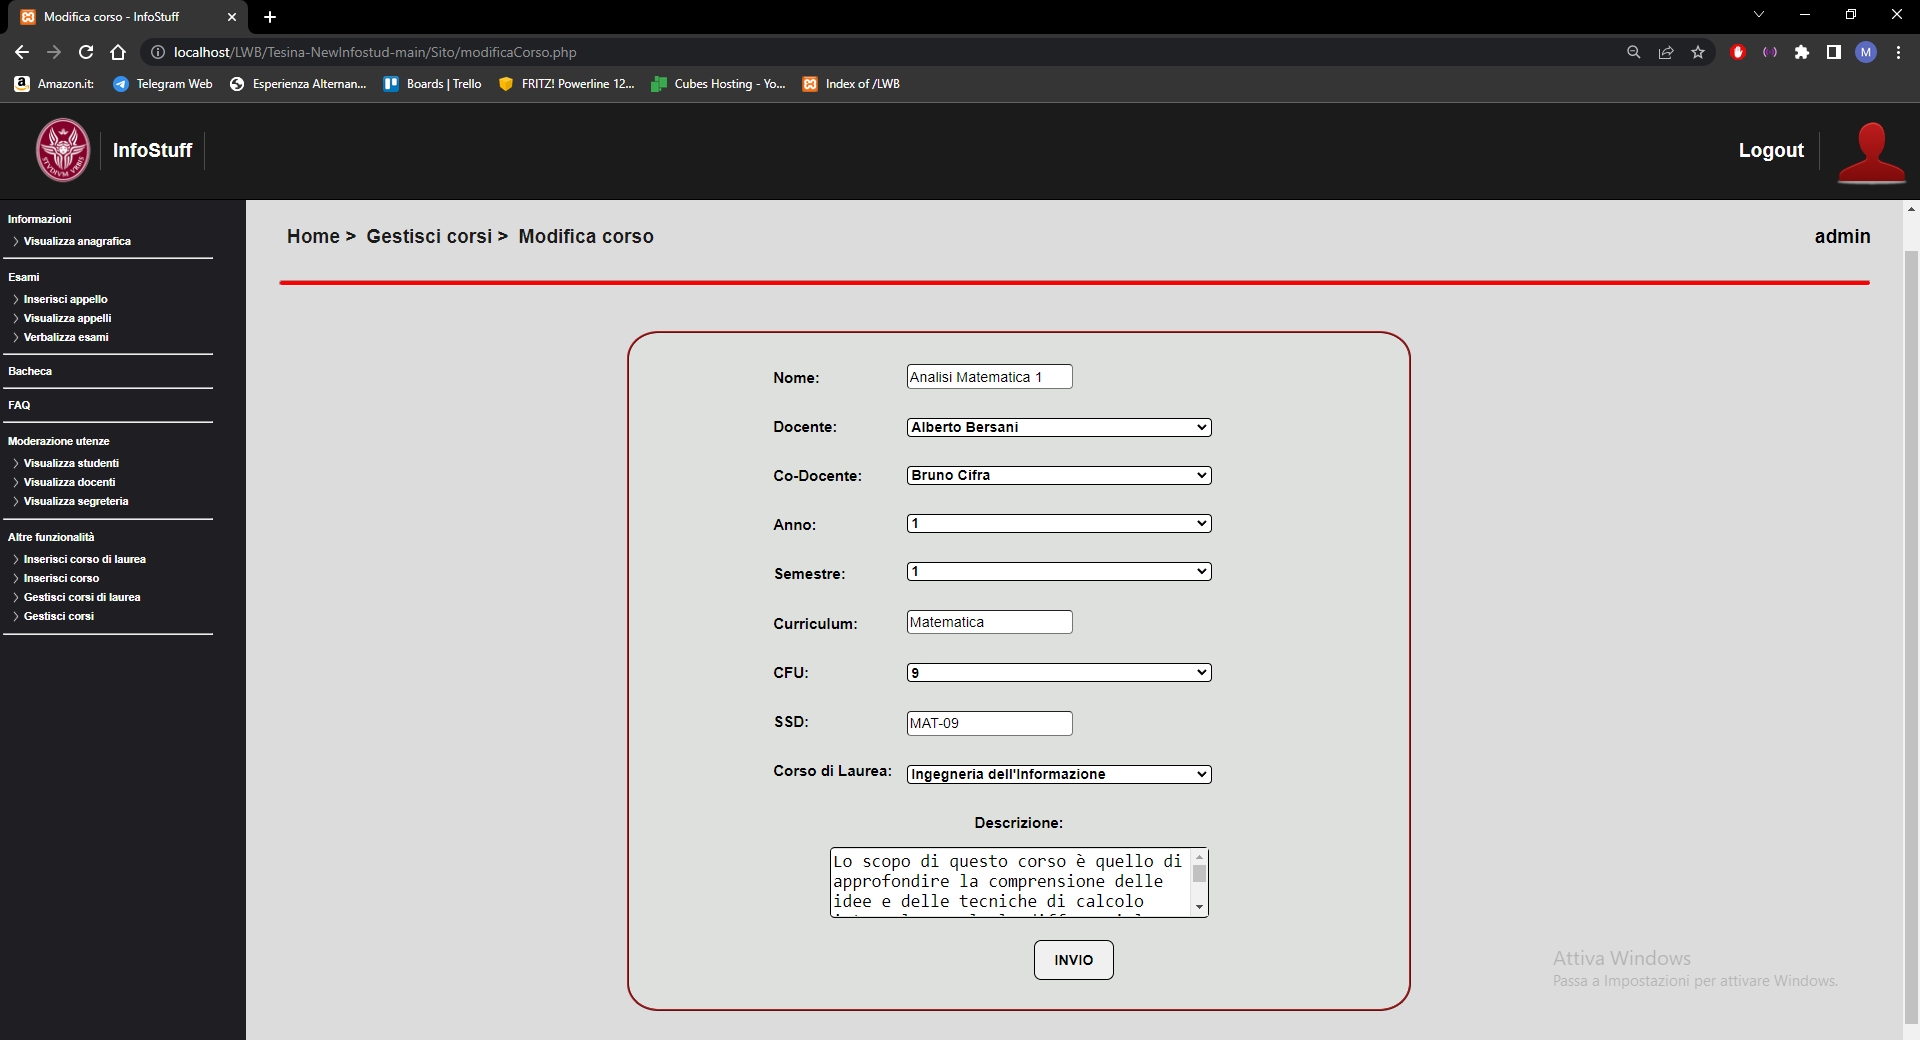 Modifica corso - InfoStuff
localhost/LWB/Tesina-NewInfostud-main/Sito/modificaCorso.php
M
Amazon.it:
Telegram Web
Esperienza Alternan...
Boards | Trello
FRITZ! Powerline 12...
Cubes Hosting - Yo...
Index of /LWB
STVDIVM VRBIS
InfoStuff
Logout
Informazioni
Visualizza anagrafica
Esami
Inserisci appello
Visualizza appelli
Verbalizza esami
Bacheca
FAQ
Moderazione utenze
Visualizza studenti
Visualizza docenti
Visualizza segreteria
Altre funzionalità
Inserisci corso di laurea
Inserisci corso
Gestisci corsi di laurea
Gestisci corsi
Home > Gestisci corsi > Modifica corso
admin
Nome: Analisi Matematica 1
Docente: Alberto Bersani
Co-Docente: Bruno Cifra
Anno: 1
Semestre: 1
Curriculum: Matematica
CFU: 9
SSD: MAT-09
Corso di Laurea: Ingegneria dell'Informazione
Descrizione:
Lo scopo di questo corso è quello di
approfondire la comprensione delle
idee e delle tecniche di calcolo
INVIO
Attiva Windows
Passa a Impostazioni per attivare Windows.